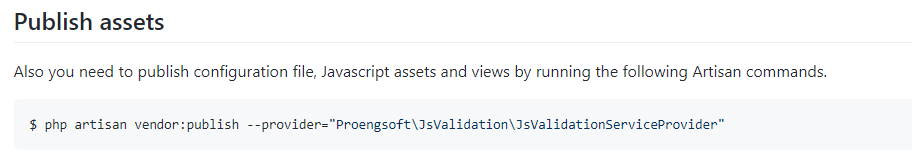 Publish assets
Also you need to publish configuration file, Javascript assets and views by running the following Artisan commands.
$ php artisan vendor:publish --provider="Proengsoft\JsValidation\JsValidationServiceProvider"